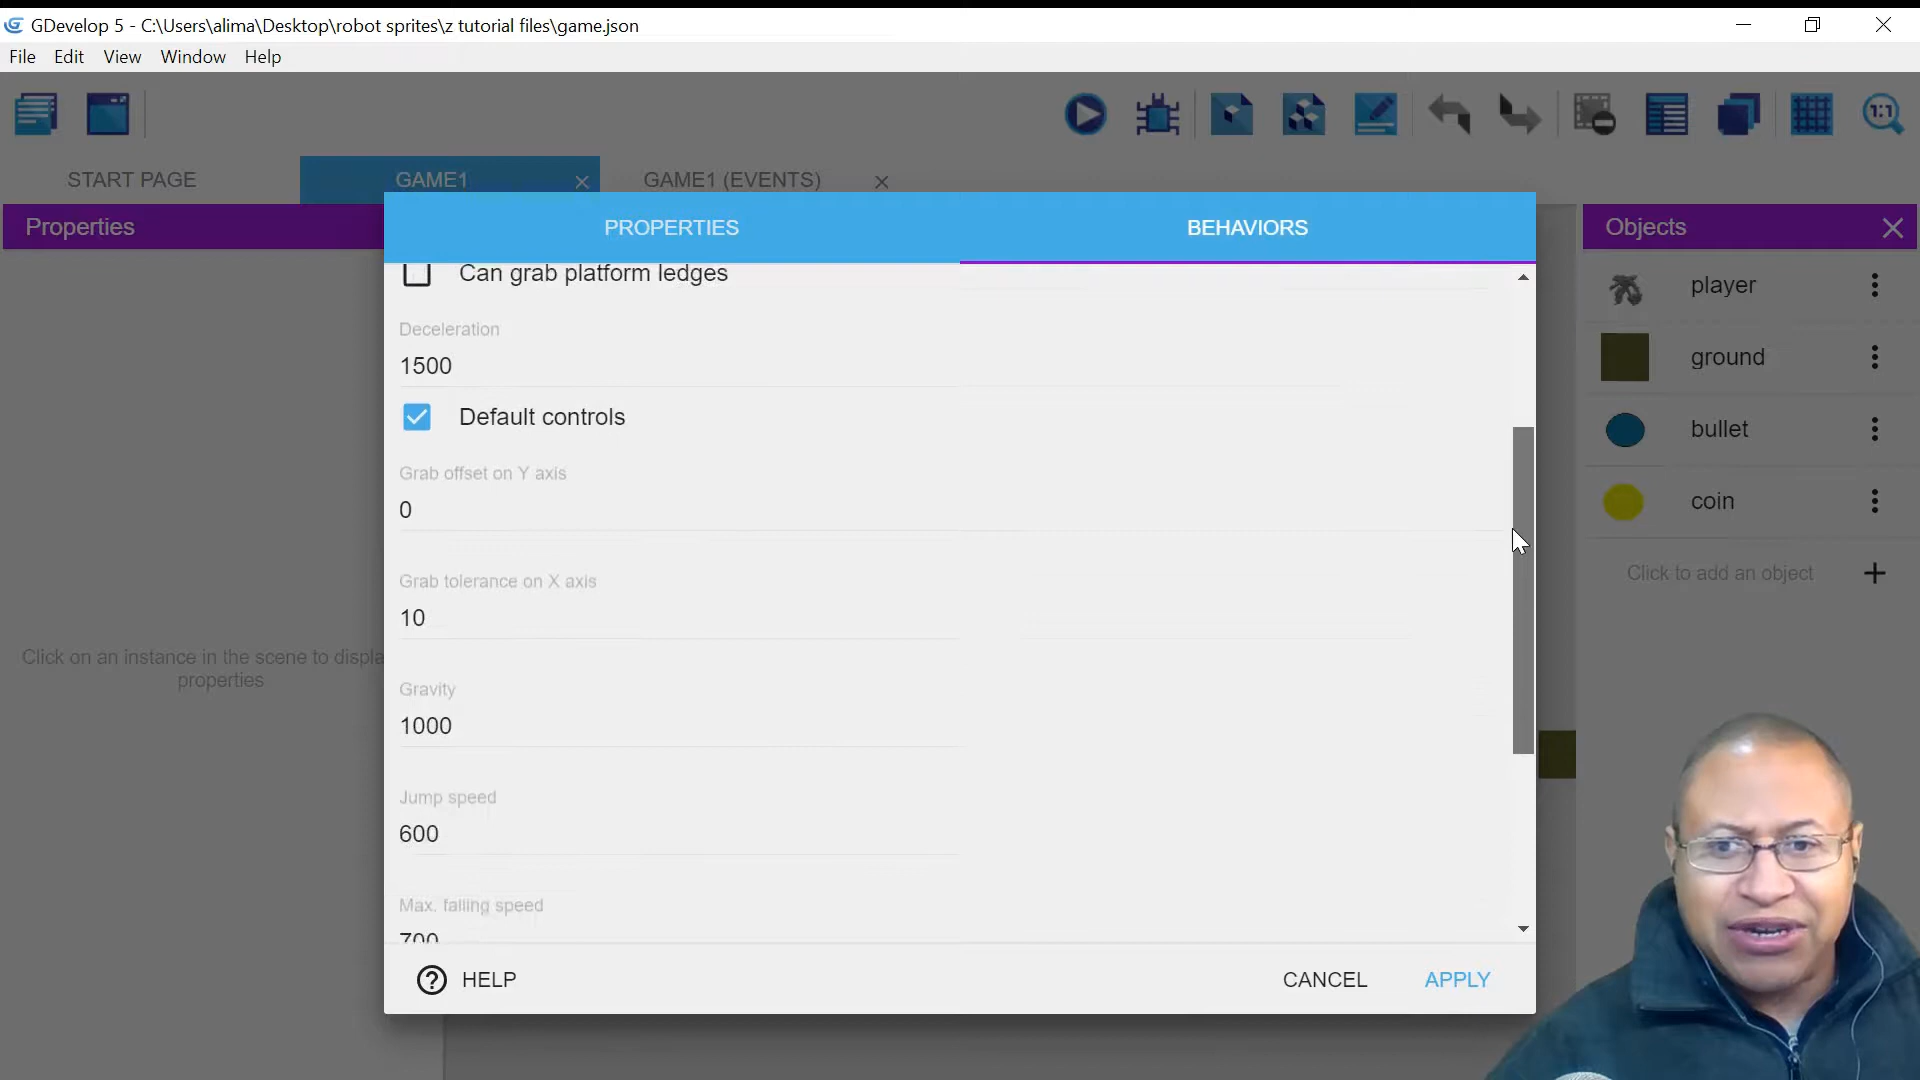 GDevelop 5 - C:\Users\alima\Desktop\robot sprites\z tutorial files\game.json
File Edit View Window Help
1:1
START PAGE
GAME1
GAME1 (EVENTS)
Properties
PROPERTIES
BEHAVIORS
Objects
Can grab platform ledges
Deceleration
1500
Default controls
Grab offset on Y axis
0
Grab tolerance on X axis
10
Gravity
1000
Jump speed
600
Max. falling speed
700
HELP
CANCEL
APPLY
Click on an instance in the scene to displa
properties
player
ground
bullet
coin
Click to add an object